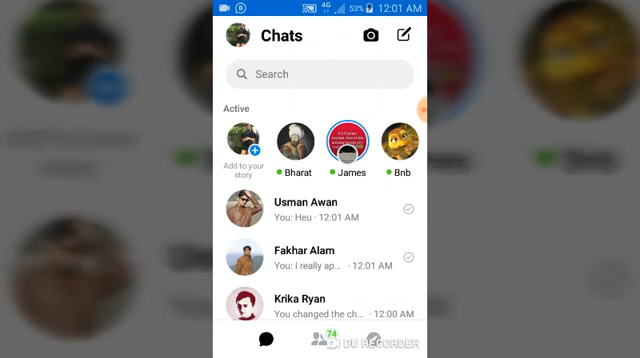 4G
53% 12:01 AM
Chats
Search
Active
Add to your
story
Bharat
James
Bnb
Usman Awan
You: Heu · 12:01 AM
Fakhar Alam
You: I really ap... · 12:01 AM
Krika Ryan
You changed the ch... · 12:00 AM
74
DU RECORDER